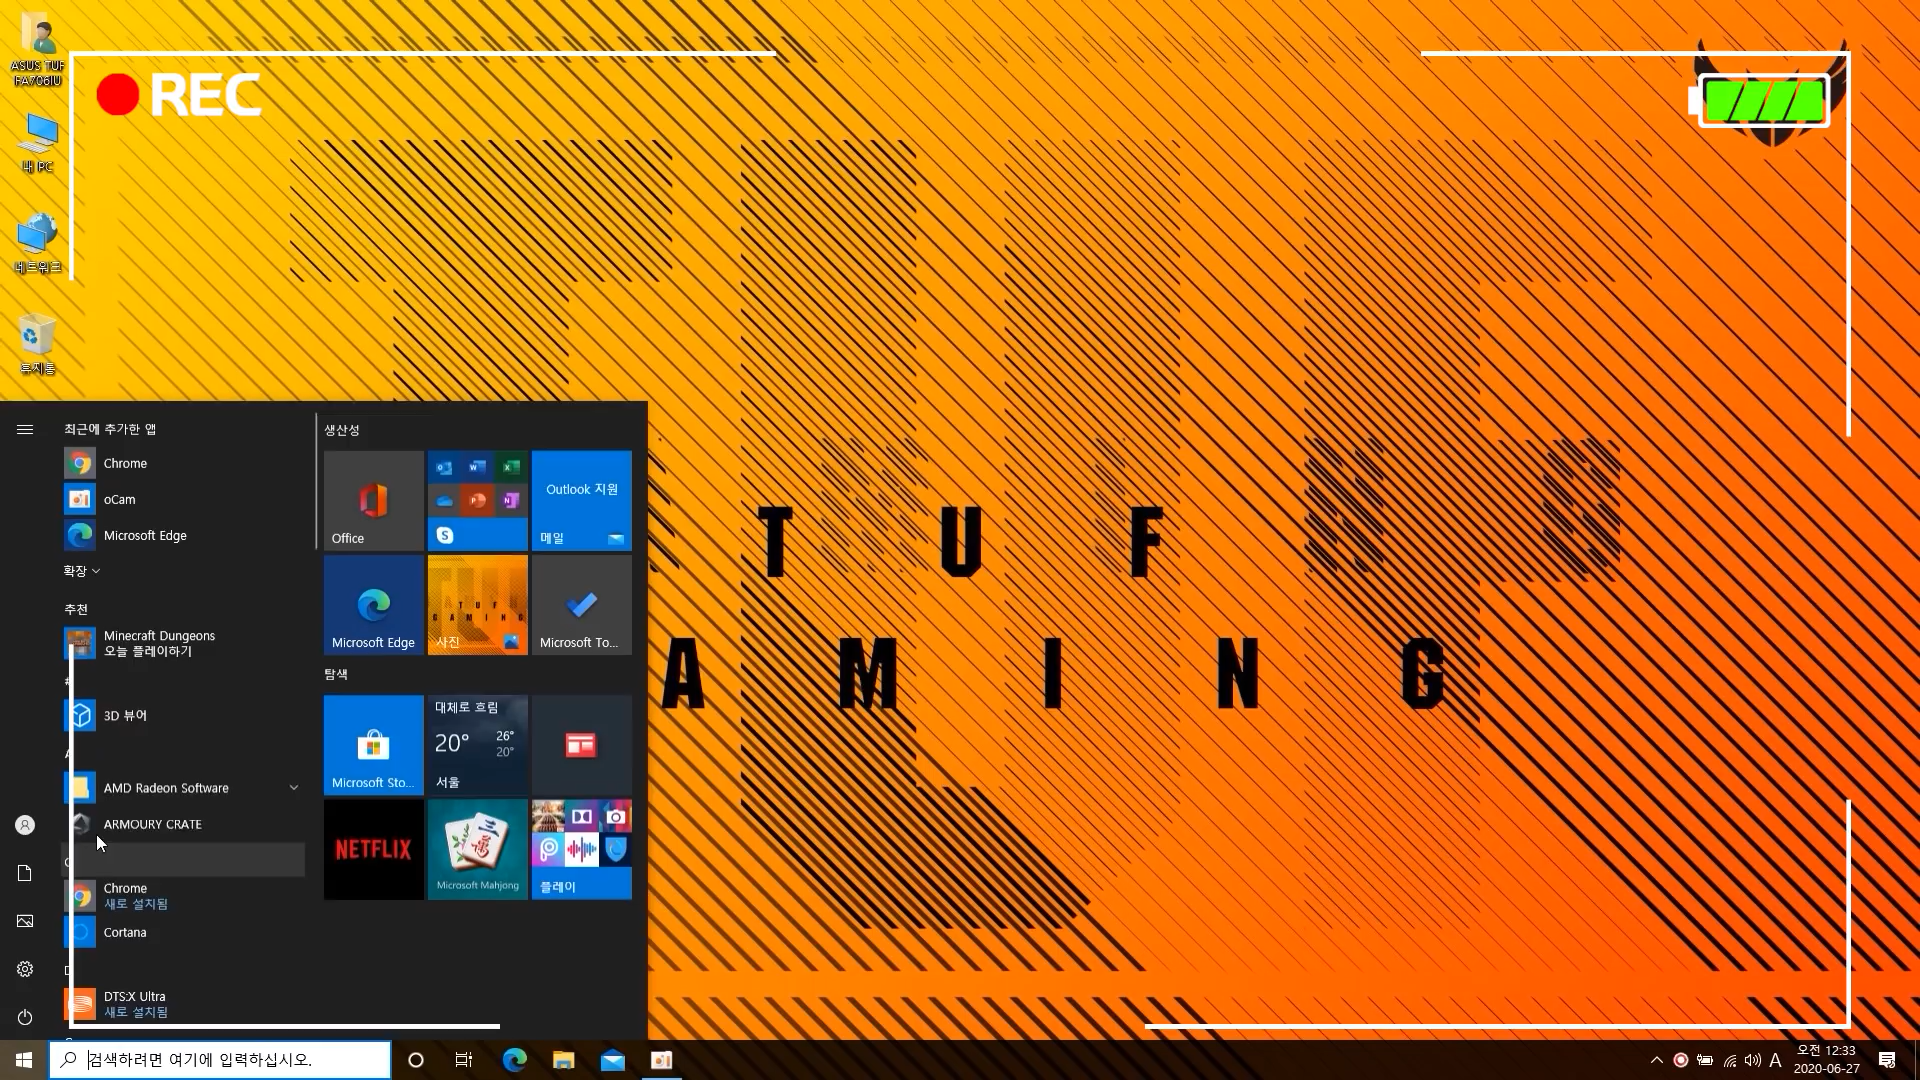 ASUS TUF
FA706IU
REC
내 PC
네트워크
휴지통
TUF
AMING
최근에 추가한 앱
Chrome
oCam
Microsoft Edge
확장
추천
Minecraft Dungeons
오늘 플레이하기
#
3D 뷰어
A
AMD Radeon Software
ARMOURY CRATE
C
Chrome
새로 설치됨
Cortana
D
DTS:X Ultra
새로 설치됨
생산성
Office
Outlook 지원
메일
Microsoft Edge
사진
Microsoft To...
탐색
Microsoft Sto...
대체로 흐림
20° 26°
20°
서울
NETFLIX
Microsoft Mahjong
플레이
검색하려면 여기에 입력하십시오.
A
오전 12:33
2020-06-27